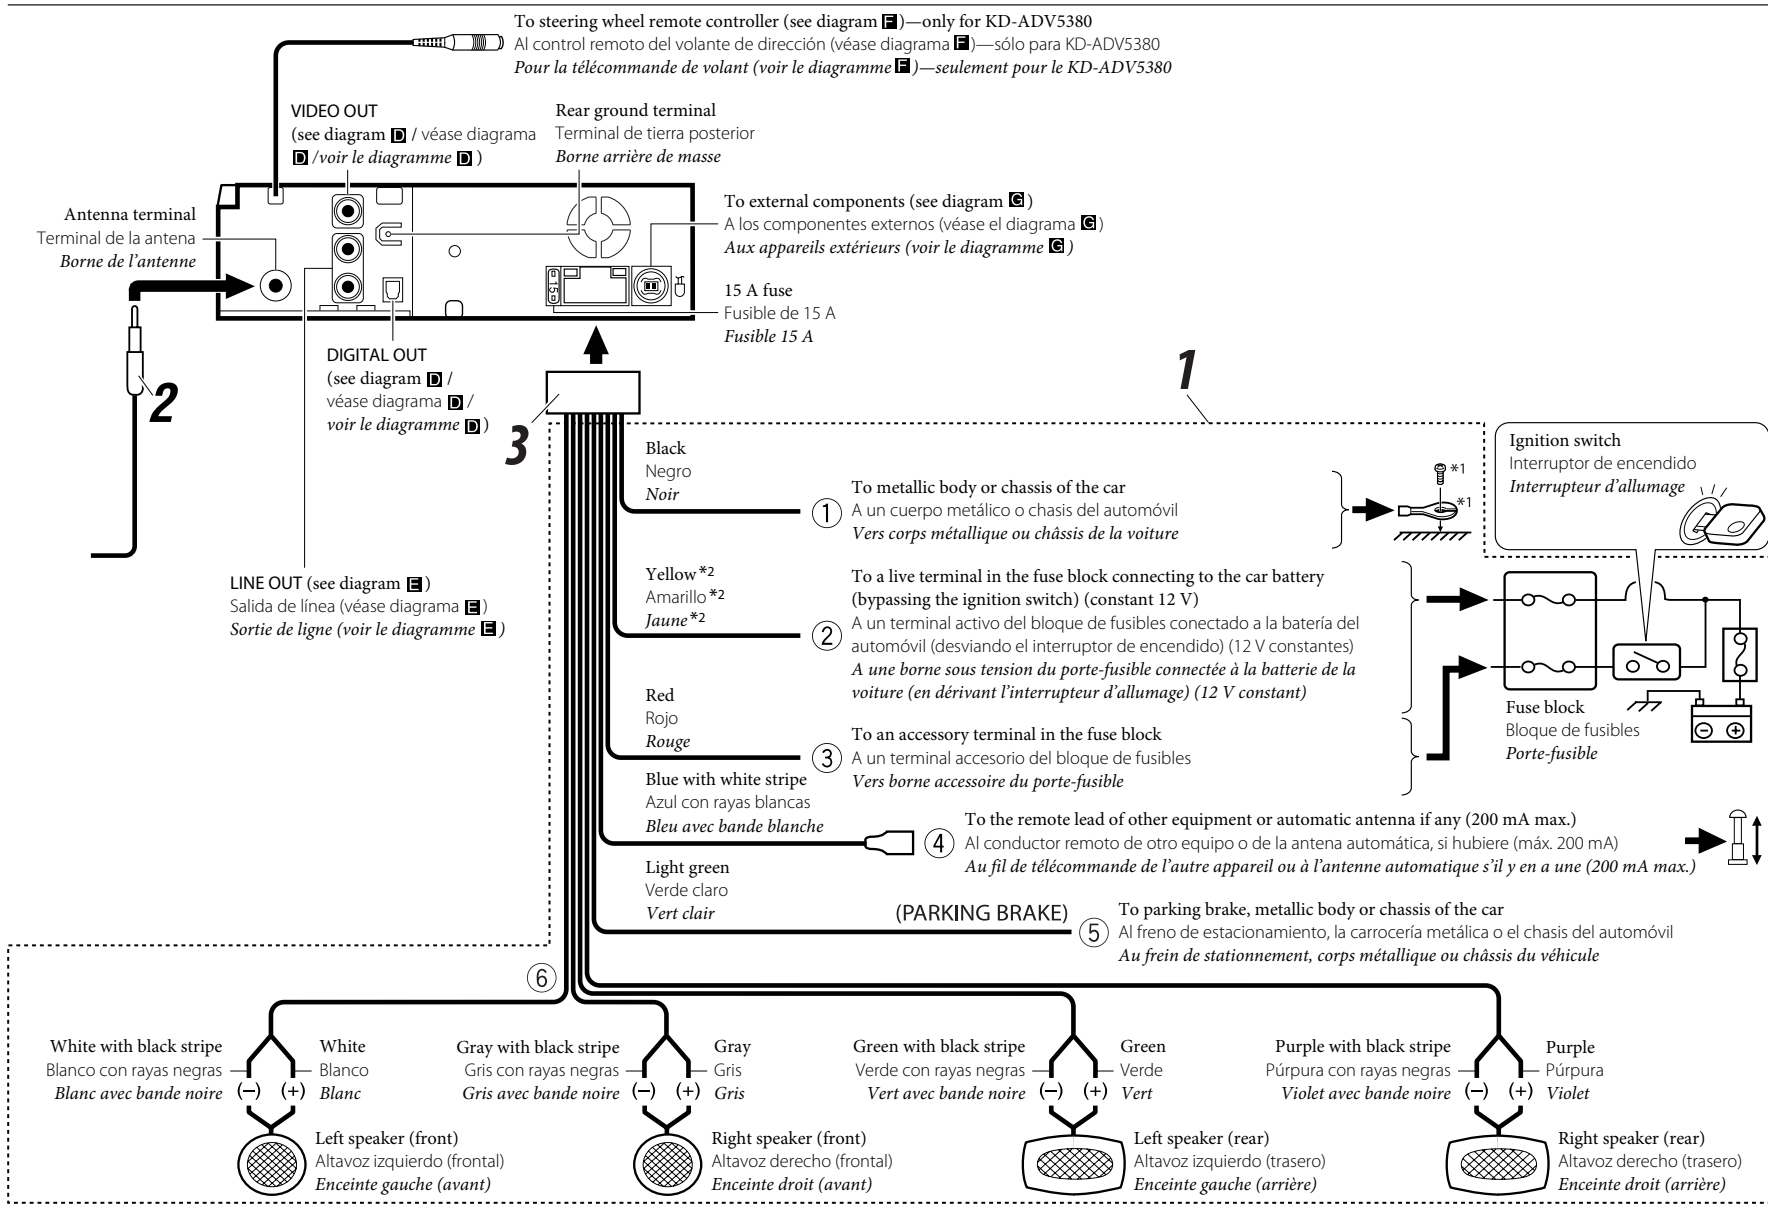 To steering wheel remote controller (see diagram F)—only for KD-ADV5380
Al control remoto del volante de dirección (véase diagrama F)—sólo para KD-ADV5380
Pour la télécommande de volant (voir le diagramme F)—seulement pour le KD-ADV5380
VIDEO OUT
(see diagram D / véase diagrama
D /voir le diagramme D )
Rear ground terminal
Terminal de tierra posterior
Borne arrière de masse
Antenna terminal
Terminal de la antena
Borne de l'antenne
To external components (see diagram G)
A los componentes externos (véase el diagrama G)
Aux appareils extérieurs (voir le diagramme G)
15
15 A fuse
Fusible de 15 A
Fusible 15 A
DIGITAL OUT
(see diagram D /
véase diagrama D /
voir le diagramme D )
2
3
1
LINE OUT (see diagram E)
Salida de línea (véase diagrama E)
Sortie de ligne (voir le diagramme E)
Black
Negro
Noir
① To metallic body or chassis of the car
A un cuerpo metálico o chasis del automóvil
Vers corps métallique ou châssis de la voiture
*1
*1
Ignition switch
Interruptor de encendido
Interrupteur d'allumage
Yellow*2
Amarillo*2
Jaune*2
② To a live terminal in the fuse block connecting to the car battery
(bypassing the ignition switch) (constant 12 V)
A un terminal activo del bloque de fusibles conectado a la batería del
automóvil (desviando el interruptor de encendido) (12 V constantes)
A une borne sous tension du porte-fusible connectée à la batterie de la
voiture (en dérivant l'interrupteur d'allumage) (12 V constant)
Fuse block
Bloque de fusibles
Porte-fusible
Red
Rojo
Rouge
③ To an accessory terminal in the fuse block
A un terminal accesorio del bloque de fusibles
Vers borne accessoire du porte-fusible
Blue with white stripe
Azul con rayas blancas
Bleu avec bande blanche
④ To the remote lead of other equipment or automatic antenna if any (200 mA max.)
Al conductor remoto de otro equipo o de la antena automática, si hubiere (máx. 200 mA)
Au fil de télécommande de l'autre appareil ou à l'antenne automatique s'il y en a une (200 mA max.)
Light green
Verde claro
Vert clair
(PARKING BRAKE)
⑤ To parking brake, metallic body or chassis of the car
Al freno de estacionamiento, la carrocería metálica o el chasis del automóvil
Au frein de stationnement, corps métallique ou châssis du véhicule
⑥
White with black stripe
Blanco con rayas negras
Blanc avec bande noire
(−) (+)
White
Blanco
Blanc
Left speaker (front)
Altavoz izquierdo (frontal)
Enceinte gauche (avant)
Gray with black stripe
Gris con rayas negras
Gris avec bande noire
(−) (+)
Gray
Gris
Gris
Right speaker (front)
Altavoz derecho (frontal)
Enceinte droit (avant)
Green with black stripe
Verde con rayas negras
Vert avec bande noire
(−) (+)
Green
Verde
Vert
Left speaker (rear)
Altavoz izquierdo (trasero)
Enceinte gauche (arrière)
Purple with black stripe
Púrpura con rayas negras
Violet avec bande noire
(−) (+)
Purple
Púrpura
Violet
Right speaker (rear)
Altavoz derecho (trasero)
Enceinte droit (arrière)